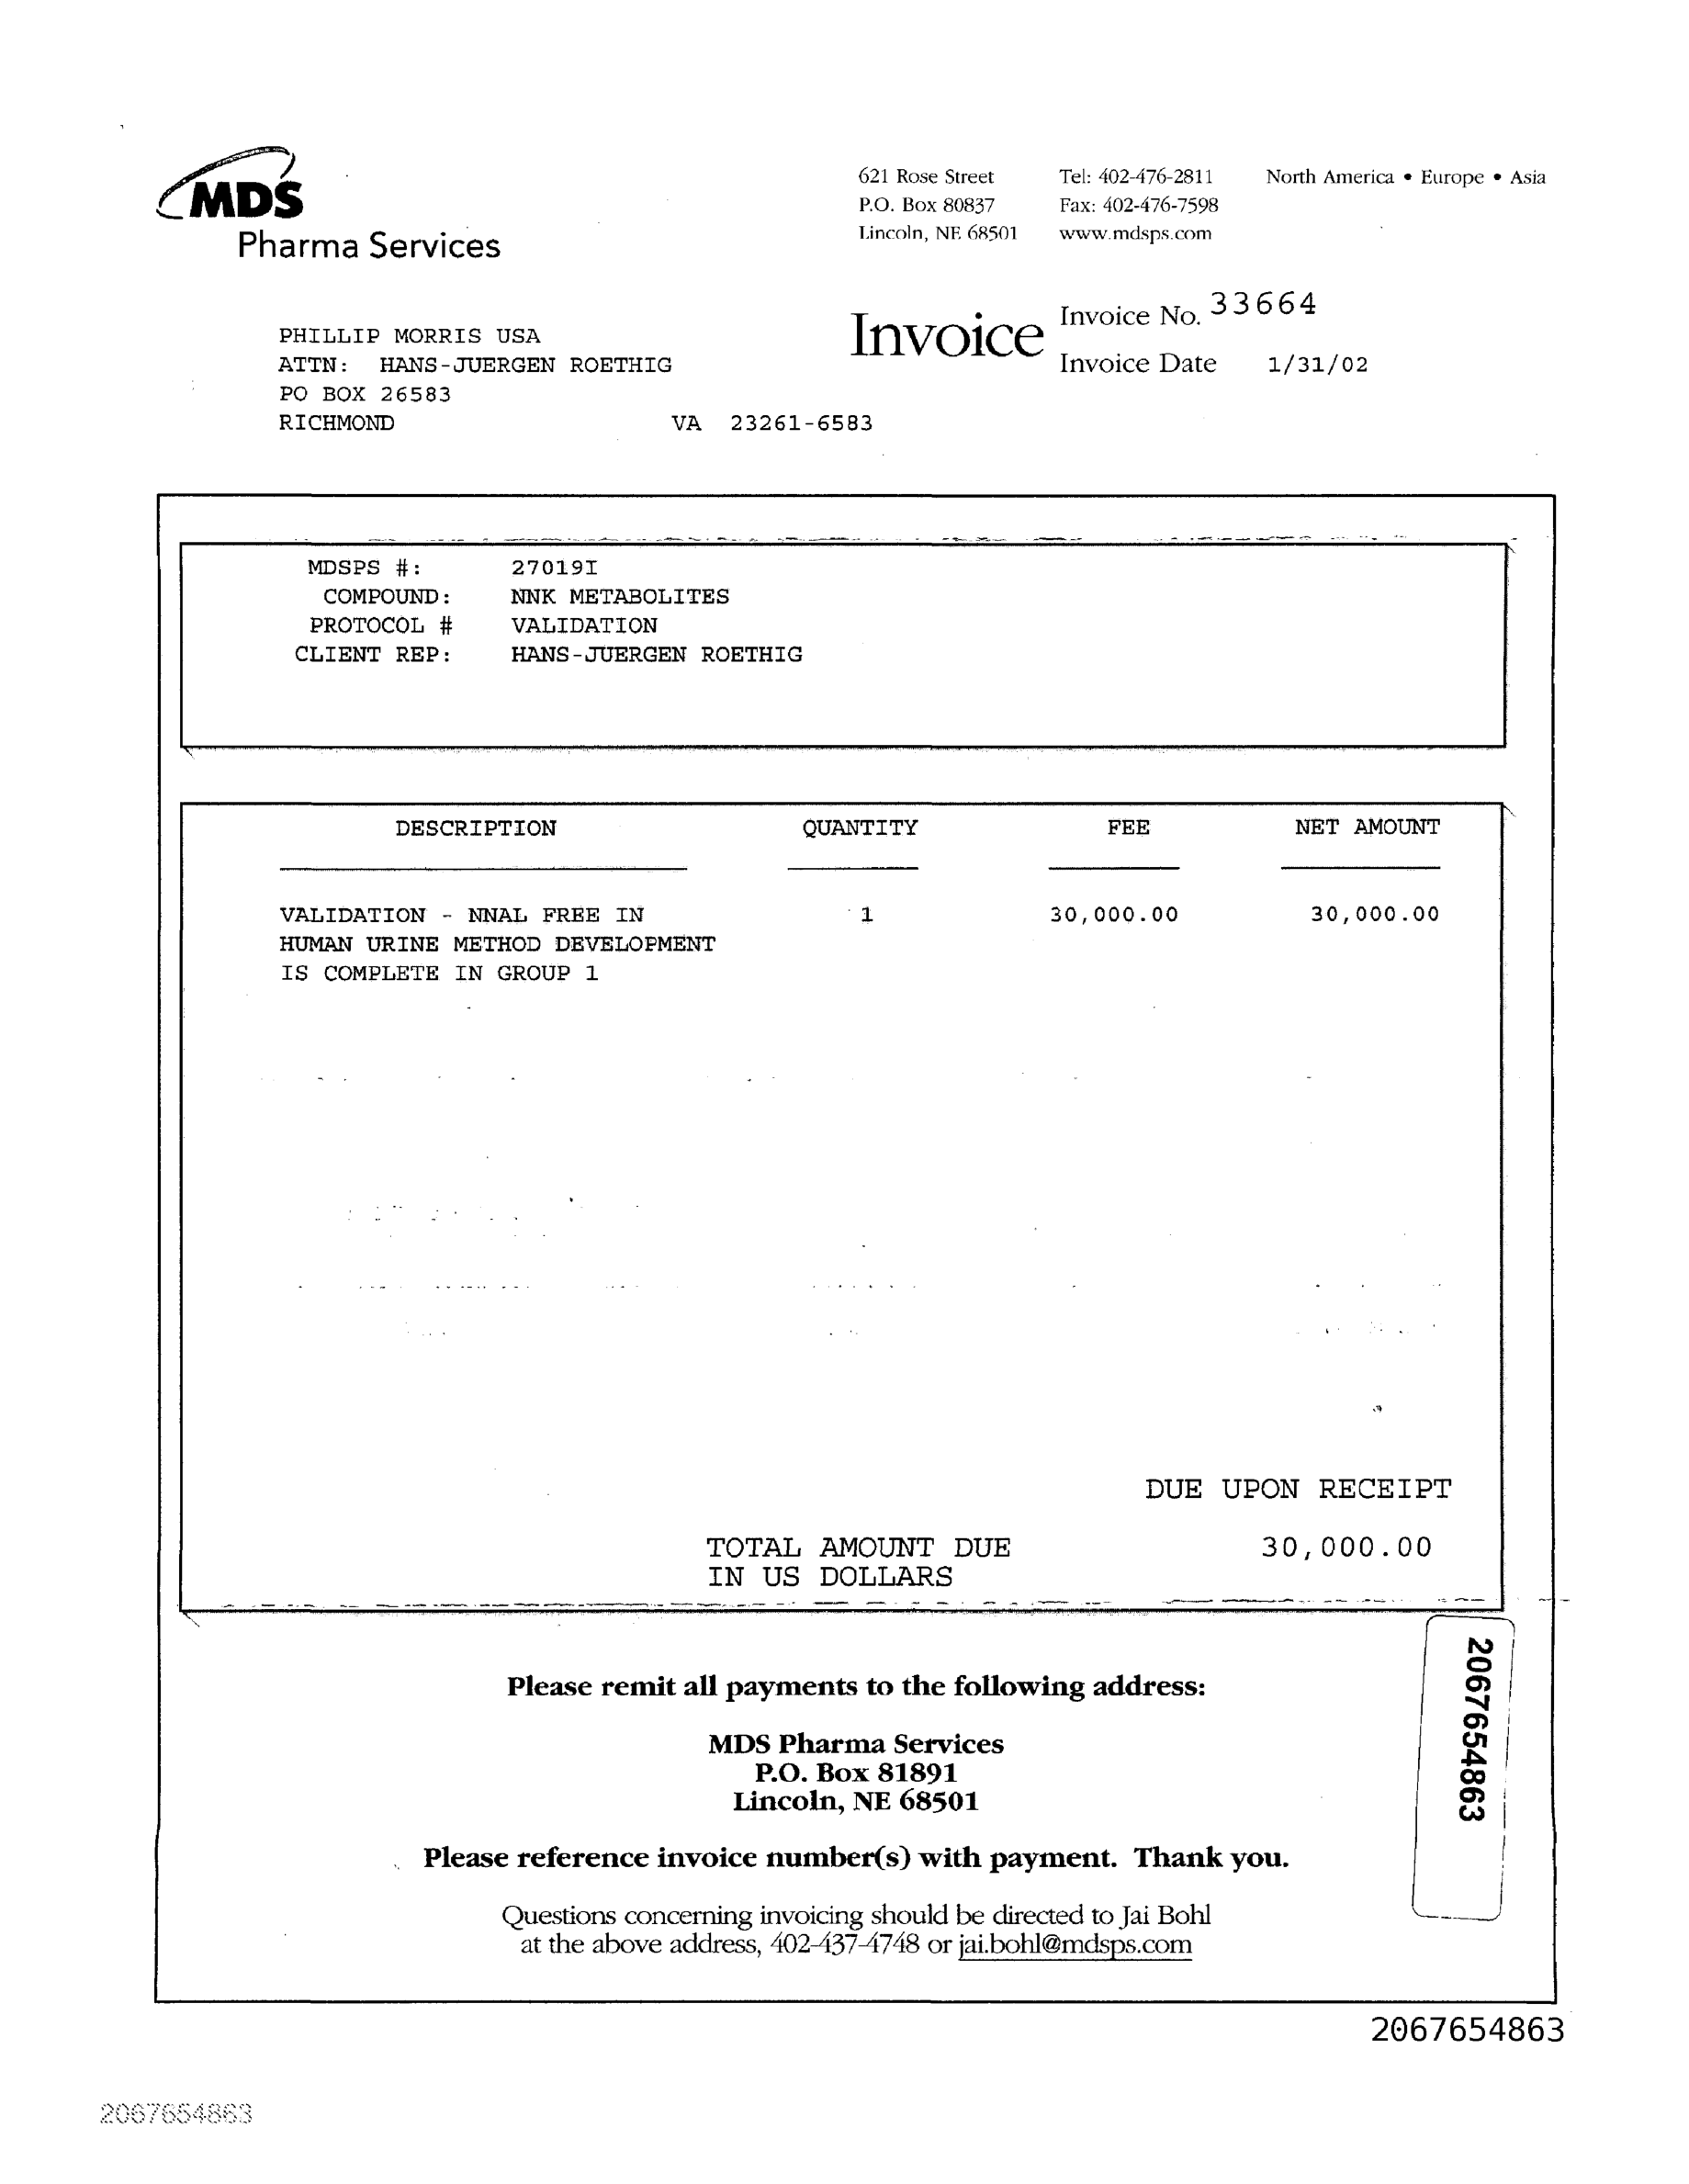 MDS
Pharma Services
621 Rose Street
P.O. Box 80837
Lincoln, NE 68501
Tel: 402-476-2811
Fax: 402-476-7598
www.mdsps.com
North America • Europe • Asia
Invoice
Invoice No. 33664
Invoice Date 1/31/02
PHILLIP MORRIS USA
ATTN: HANS-JUERGEN ROETHIG
PO BOX 26583
RICHMOND VA 23261-6583
MDSPS #: 27019I
COMPOUND: NNK METABOLITES
PROTOCOL # VALIDATION
CLIENT REP: HANS-JUERGEN ROETHIG
DESCRIPTION QUANTITY FEE NET AMOUNT
VALIDATION - NNAL FREE IN 1 30,000.00 30,000.00
HUMAN URINE METHOD DEVELOPMENT
IS COMPLETE IN GROUP 1
DUE UPON RECEIPT
TOTAL AMOUNT DUE 30,000.00
IN US DOLLARS
Please remit all payments to the following address:
MDS Pharma Services
P.O. Box 81891
Lincoln, NE 68501
Please reference invoice number(s) with payment. Thank you.
Questions concerning invoicing should be directed to Jai Bohl
at the above address, 402-437-4748 or jai.bohl@mdsps.com
2067654863
2067654863
2067654863